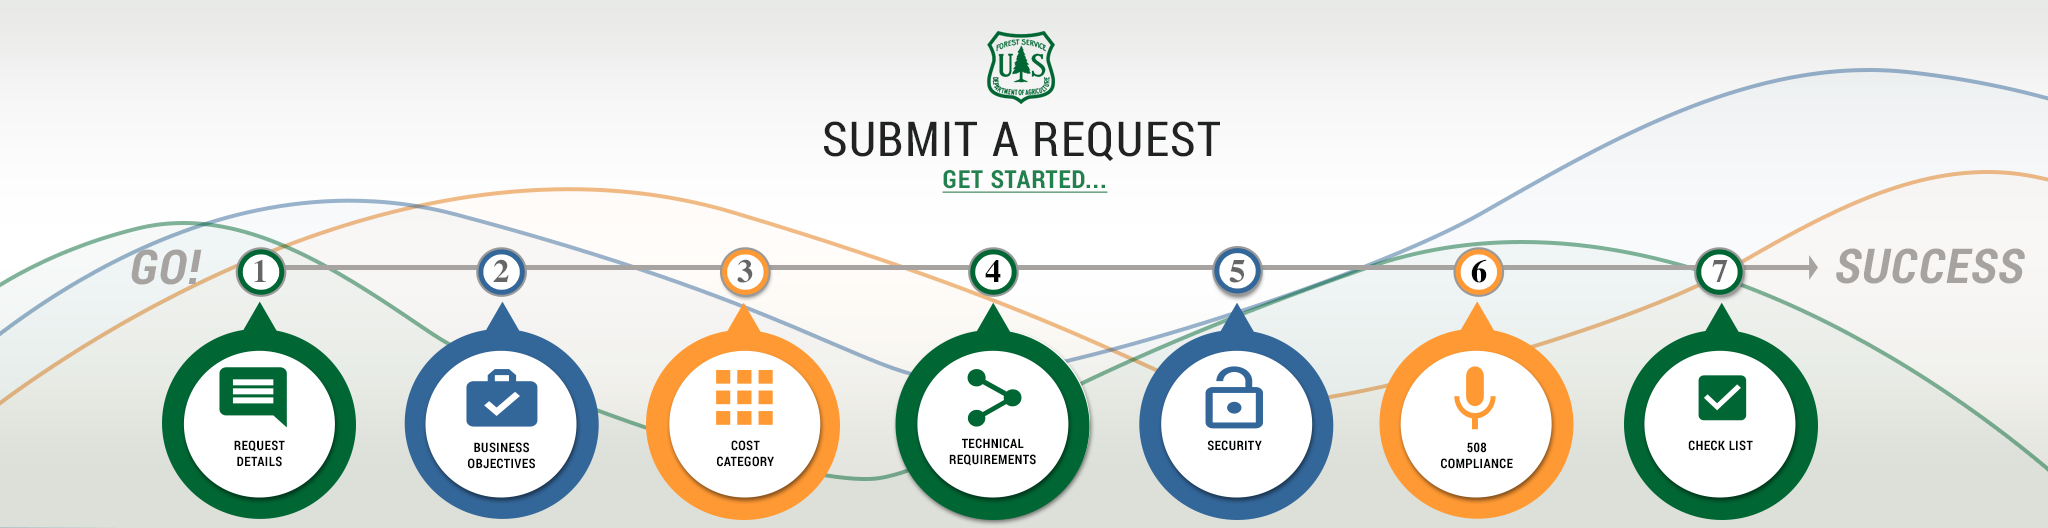 FOREST SERVICE
U S
DEPARTMENT OF AGRICULTURE
SUBMIT A REQUEST
GET STARTED...
GO! 1 2 3 4 5 6 7 SUCCESS
REQUEST
DETAILS
BUSINESS
OBJECTIVES
COST
CATEGORY
TECHNICAL
REQUIREMENTS
SECURITY
508
COMPLIANCE
CHECK LIST